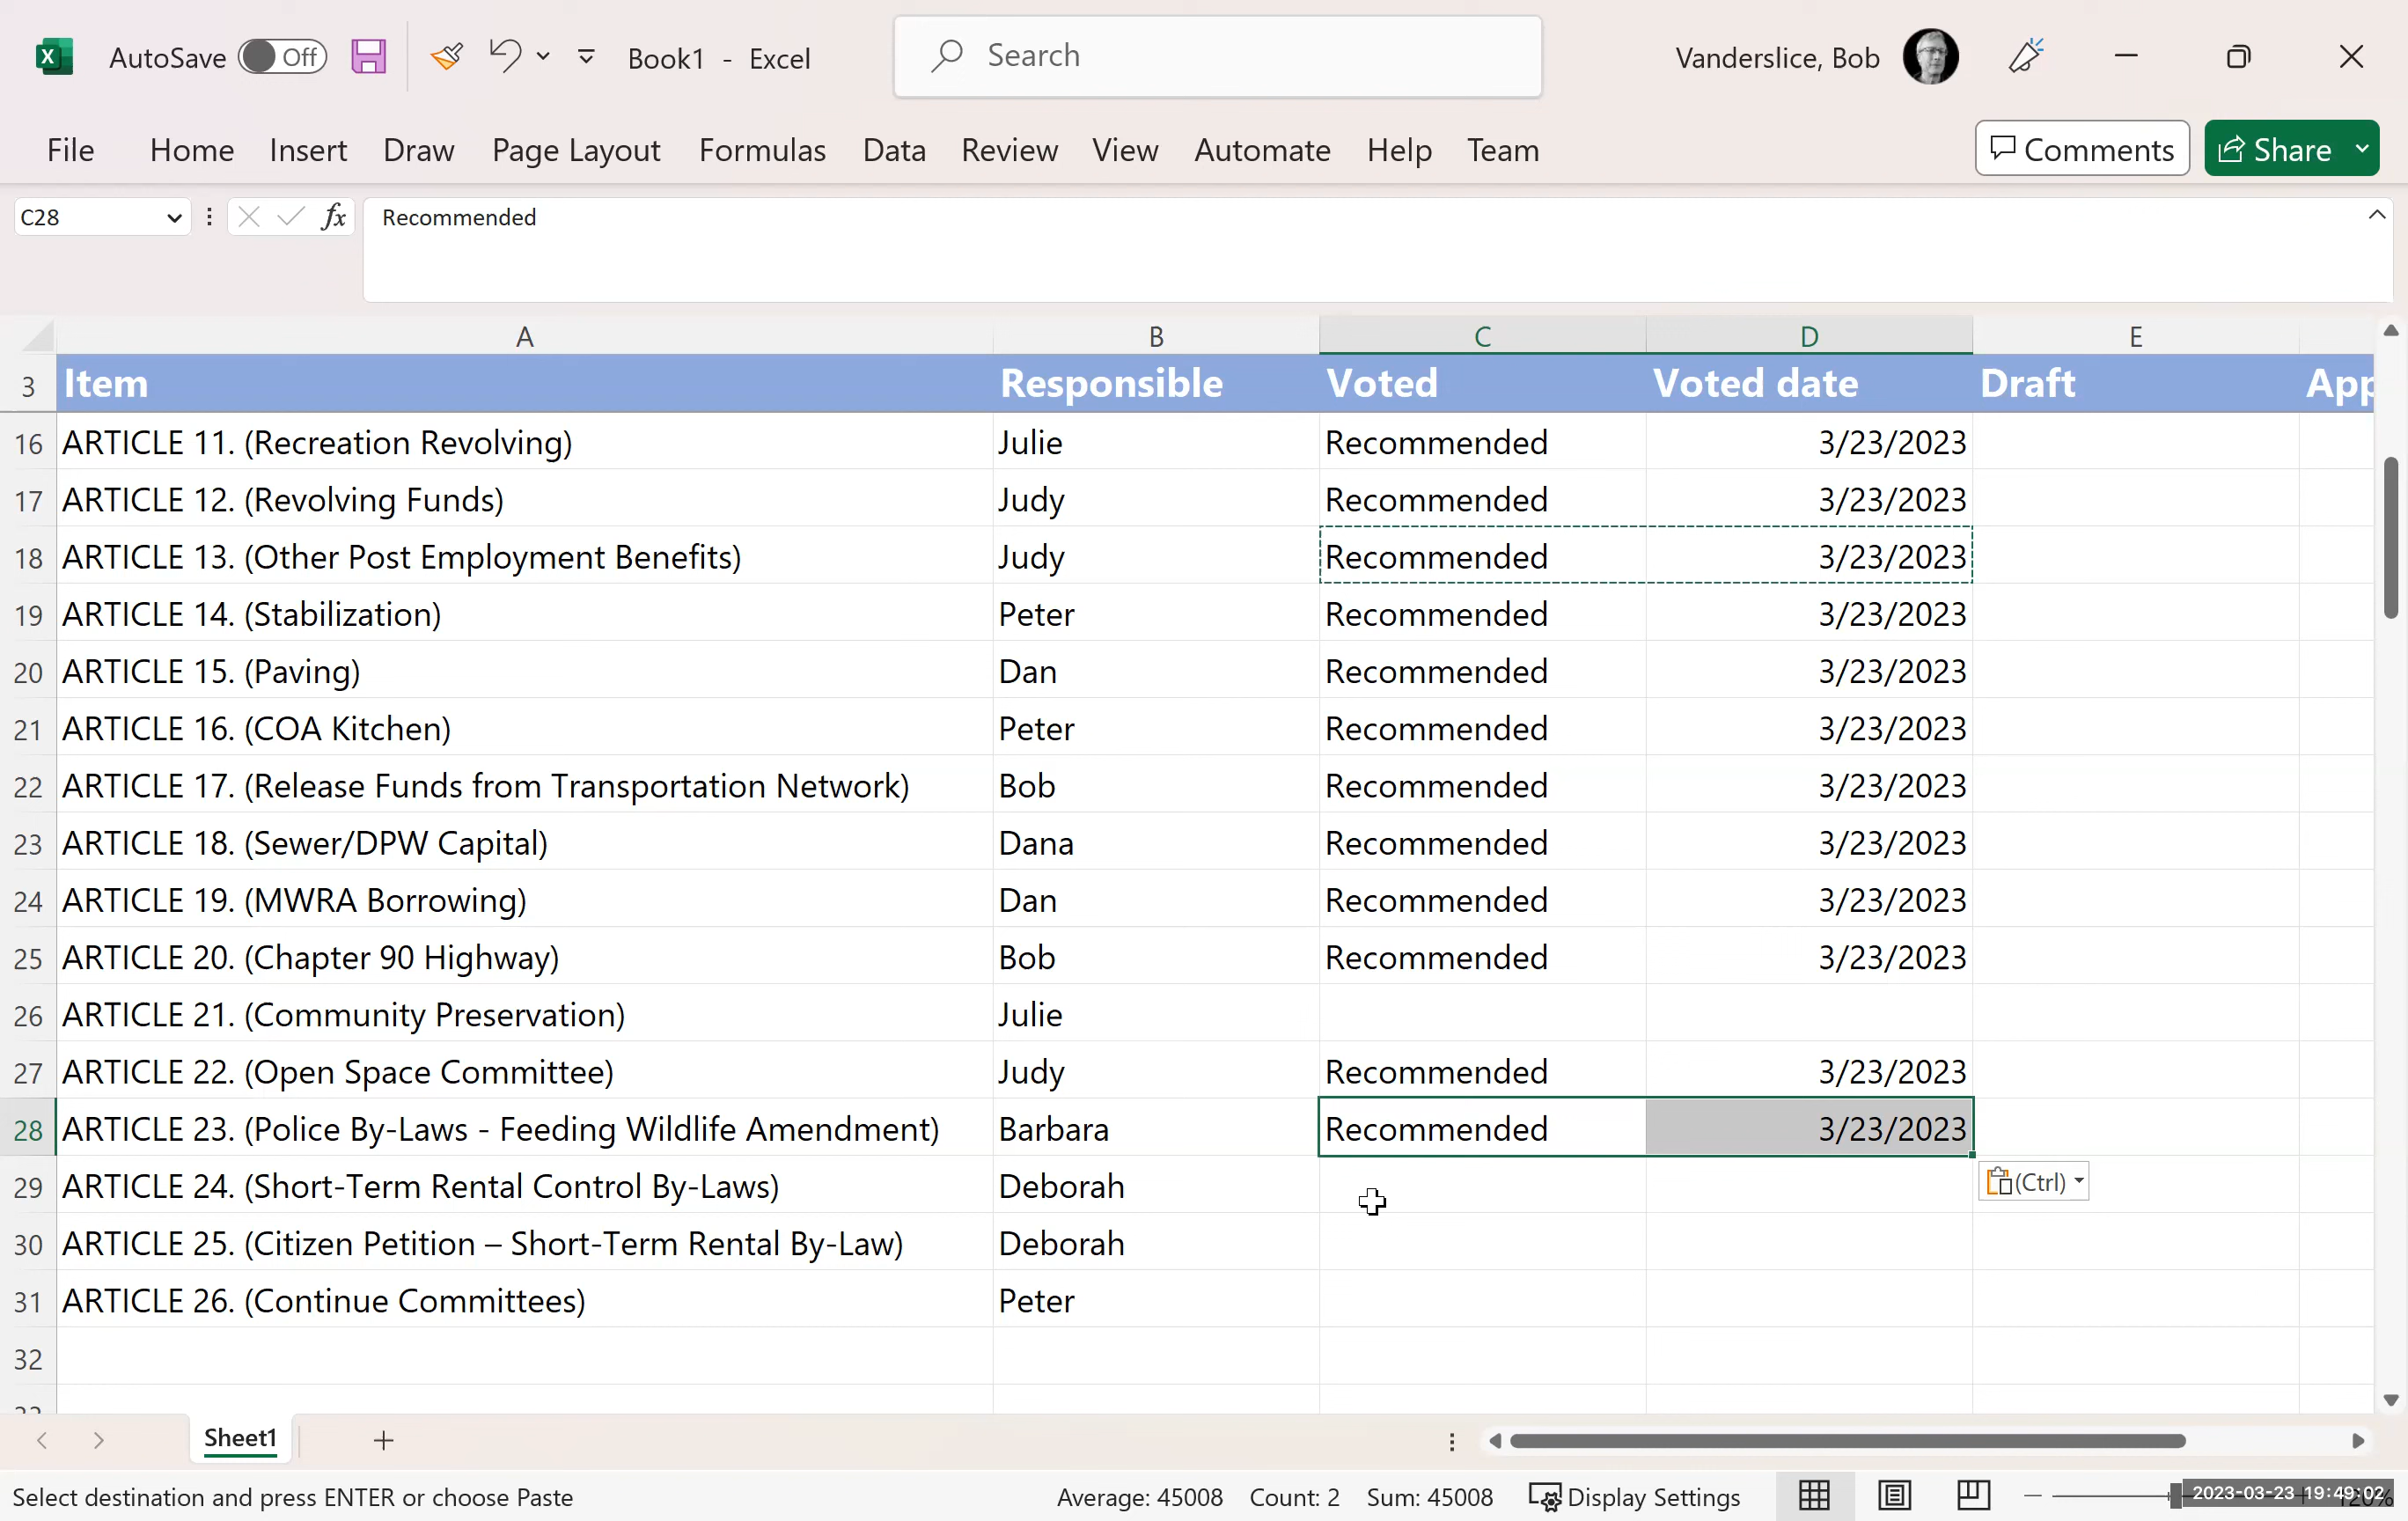 AutoSave Off Book1 - Excel Search Vanderslice, Bob
File Home Insert Draw Page Layout Formulas Data Review View Automate Help Team Comments Share
C28 fx Recommended
A B C D E
3 Item Responsible Voted Voted date Draft App
16 ARTICLE 11. (Recreation Revolving) Julie Recommended 3/23/2023
17 ARTICLE 12. (Revolving Funds) Judy Recommended 3/23/2023
18 ARTICLE 13. (Other Post Employment Benefits) Judy Recommended 3/23/2023
19 ARTICLE 14. (Stabilization) Peter Recommended 3/23/2023
20 ARTICLE 15. (Paving) Dan Recommended 3/23/2023
21 ARTICLE 16. (COA Kitchen) Peter Recommended 3/23/2023
22 ARTICLE 17. (Release Funds from Transportation Network) Bob Recommended 3/23/2023
23 ARTICLE 18. (Sewer/DPW Capital) Dana Recommended 3/23/2023
24 ARTICLE 19. (MWRA Borrowing) Dan Recommended 3/23/2023
25 ARTICLE 20. (Chapter 90 Highway) Bob Recommended 3/23/2023
26 ARTICLE 21. (Community Preservation) Julie
27 ARTICLE 22. (Open Space Committee) Judy Recommended 3/23/2023
28 ARTICLE 23. (Police By-Laws - Feeding Wildlife Amendment) Barbara Recommended 3/23/2023
29 ARTICLE 24. (Short-Term Rental Control By-Laws) Deborah (Ctrl)
30 ARTICLE 25. (Citizen Petition – Short-Term Rental By-Law) Deborah
31 ARTICLE 26. (Continue Committees) Peter
32
Sheet1
Select destination and press ENTER or choose Paste Average: 45008 Count: 2 Sum: 45008 Display Settings 2023-03-23 19:49:02